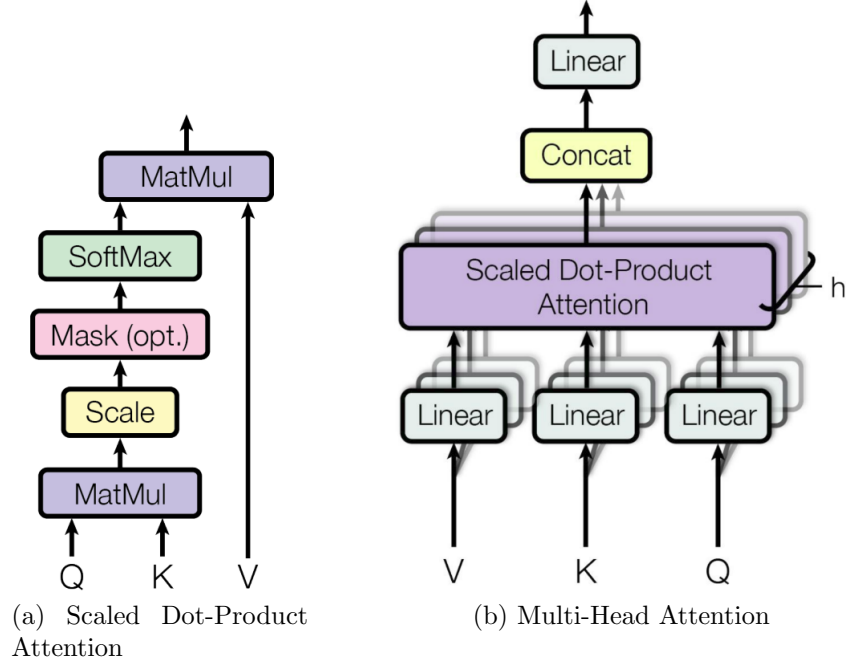 MatMul
SoftMax
Mask (opt.)
Scale
MatMul
Q K V
(a) Scaled Dot-Product
Attention
Linear
Concat
Scaled Dot-Product
Attention
h
Linear Linear Linear
V K Q
(b) Multi-Head Attention